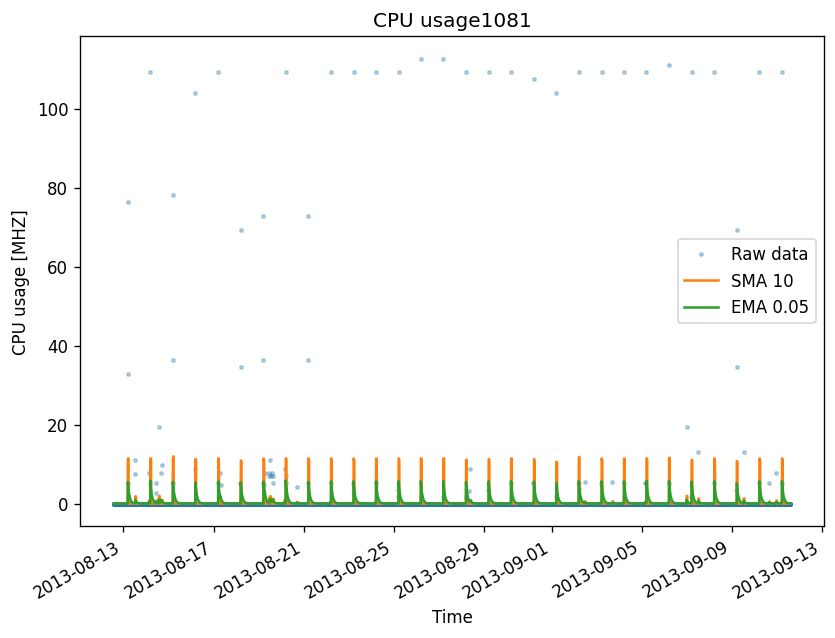 CPU usage1081
CPU usage [MHZ]
100
80
60
40
20
0
Raw data
SMA 10
EMA 0.05
2013-08-13
2013-08-17
2013-08-21
2013-08-25
2013-08-29
2013-09-01
2013-09-05
2013-09-09
2013-09-13
Time